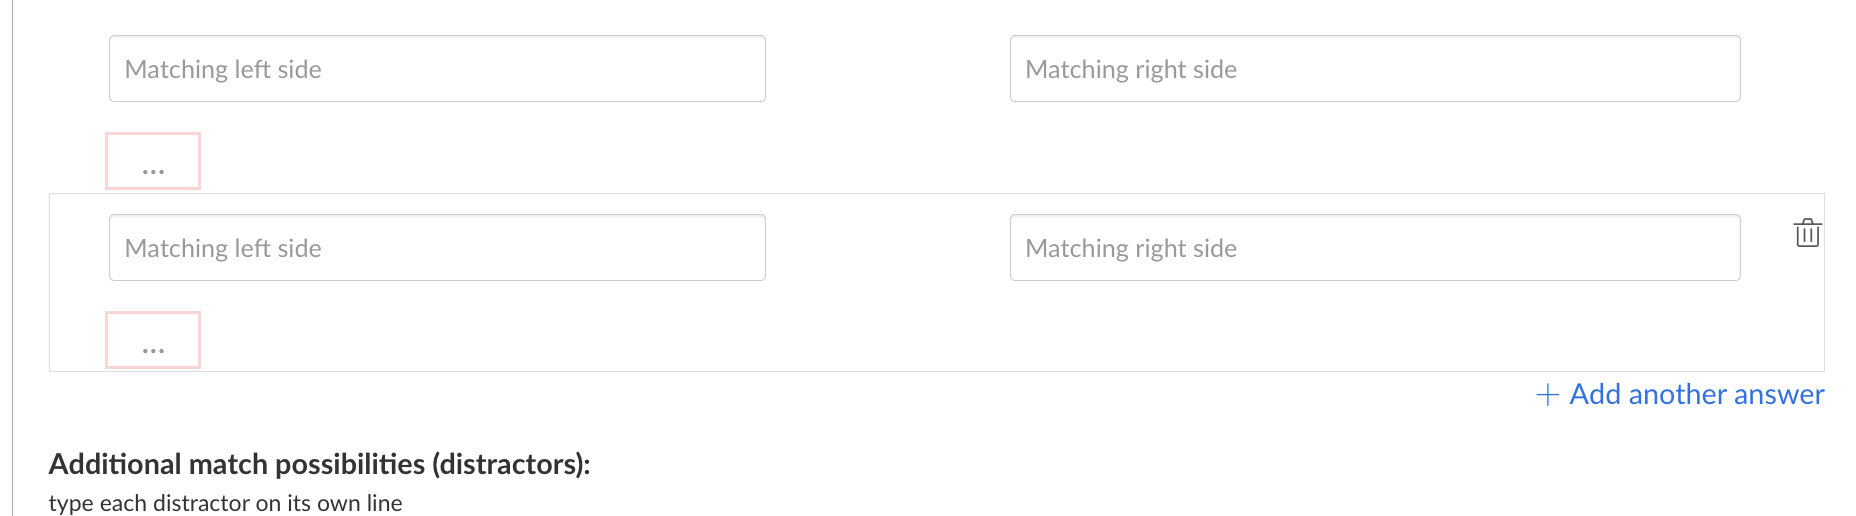 Matching left side
Matching right side
...
Matching left side
Matching right side
...
Add another answer
Additional match possibilities (distractors):
type each distractor on its own line